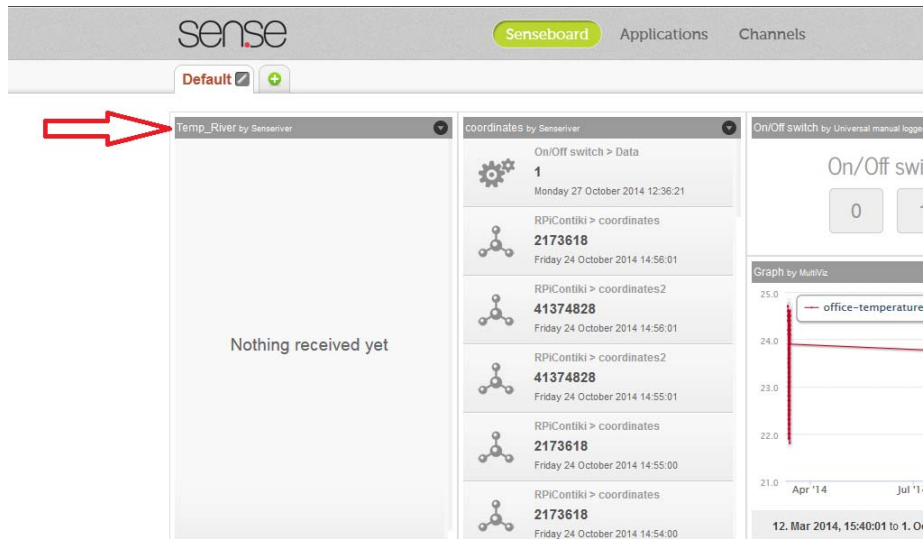 sense
Senseboard Applications Channels
Default
Temp_River by Senseriver
Nothing received yet
coordinates by Senseriver
On/Off switch > Data
1
Monday 27 October 2014 12:36:21
RPiContiki > coordinates
2173618
Friday 24 October 2014 14:56:01
RPiContiki > coordinates2
41374828
Friday 24 October 2014 14:56:01
RPiContiki > coordinates2
41374828
Friday 24 October 2014 14:55:01
RPiContiki > coordinates
2173618
Friday 24 October 2014 14:55:00
RPiContiki > coordinates
2173618
Friday 24 October 2014 14:54:00
On/Off switch by Universal manual logge
On/Off swi
0
Graph by MultiViz
office-temperature
25.0
24.0
23.0
22.0
21.0
Apr '14 Jul '1
12. Mar 2014, 15:40:01 to 1. O